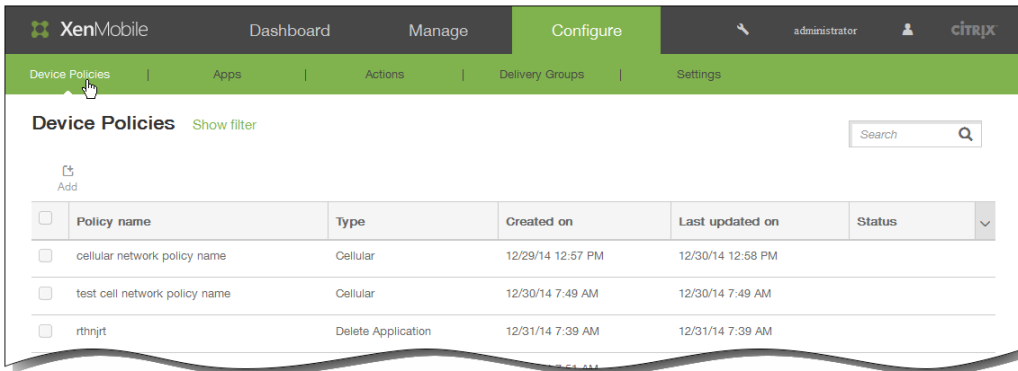 XenMobile Dashboard Manage Configure administrator CİTRIX
Device Policies | Apps | Actions | Delivery Groups | Settings
Device Policies Show filter
Search
Add
Policy name Type Created on Last updated on Status
cellular network policy name Cellular 12/29/14 12:57 PM 12/30/14 12:58 PM
test cell network policy name Cellular 12/30/14 7:49 AM 12/30/14 7:49 AM
rthnjrt Delete Application 12/31/14 7:39 AM 12/31/14 7:39 AM